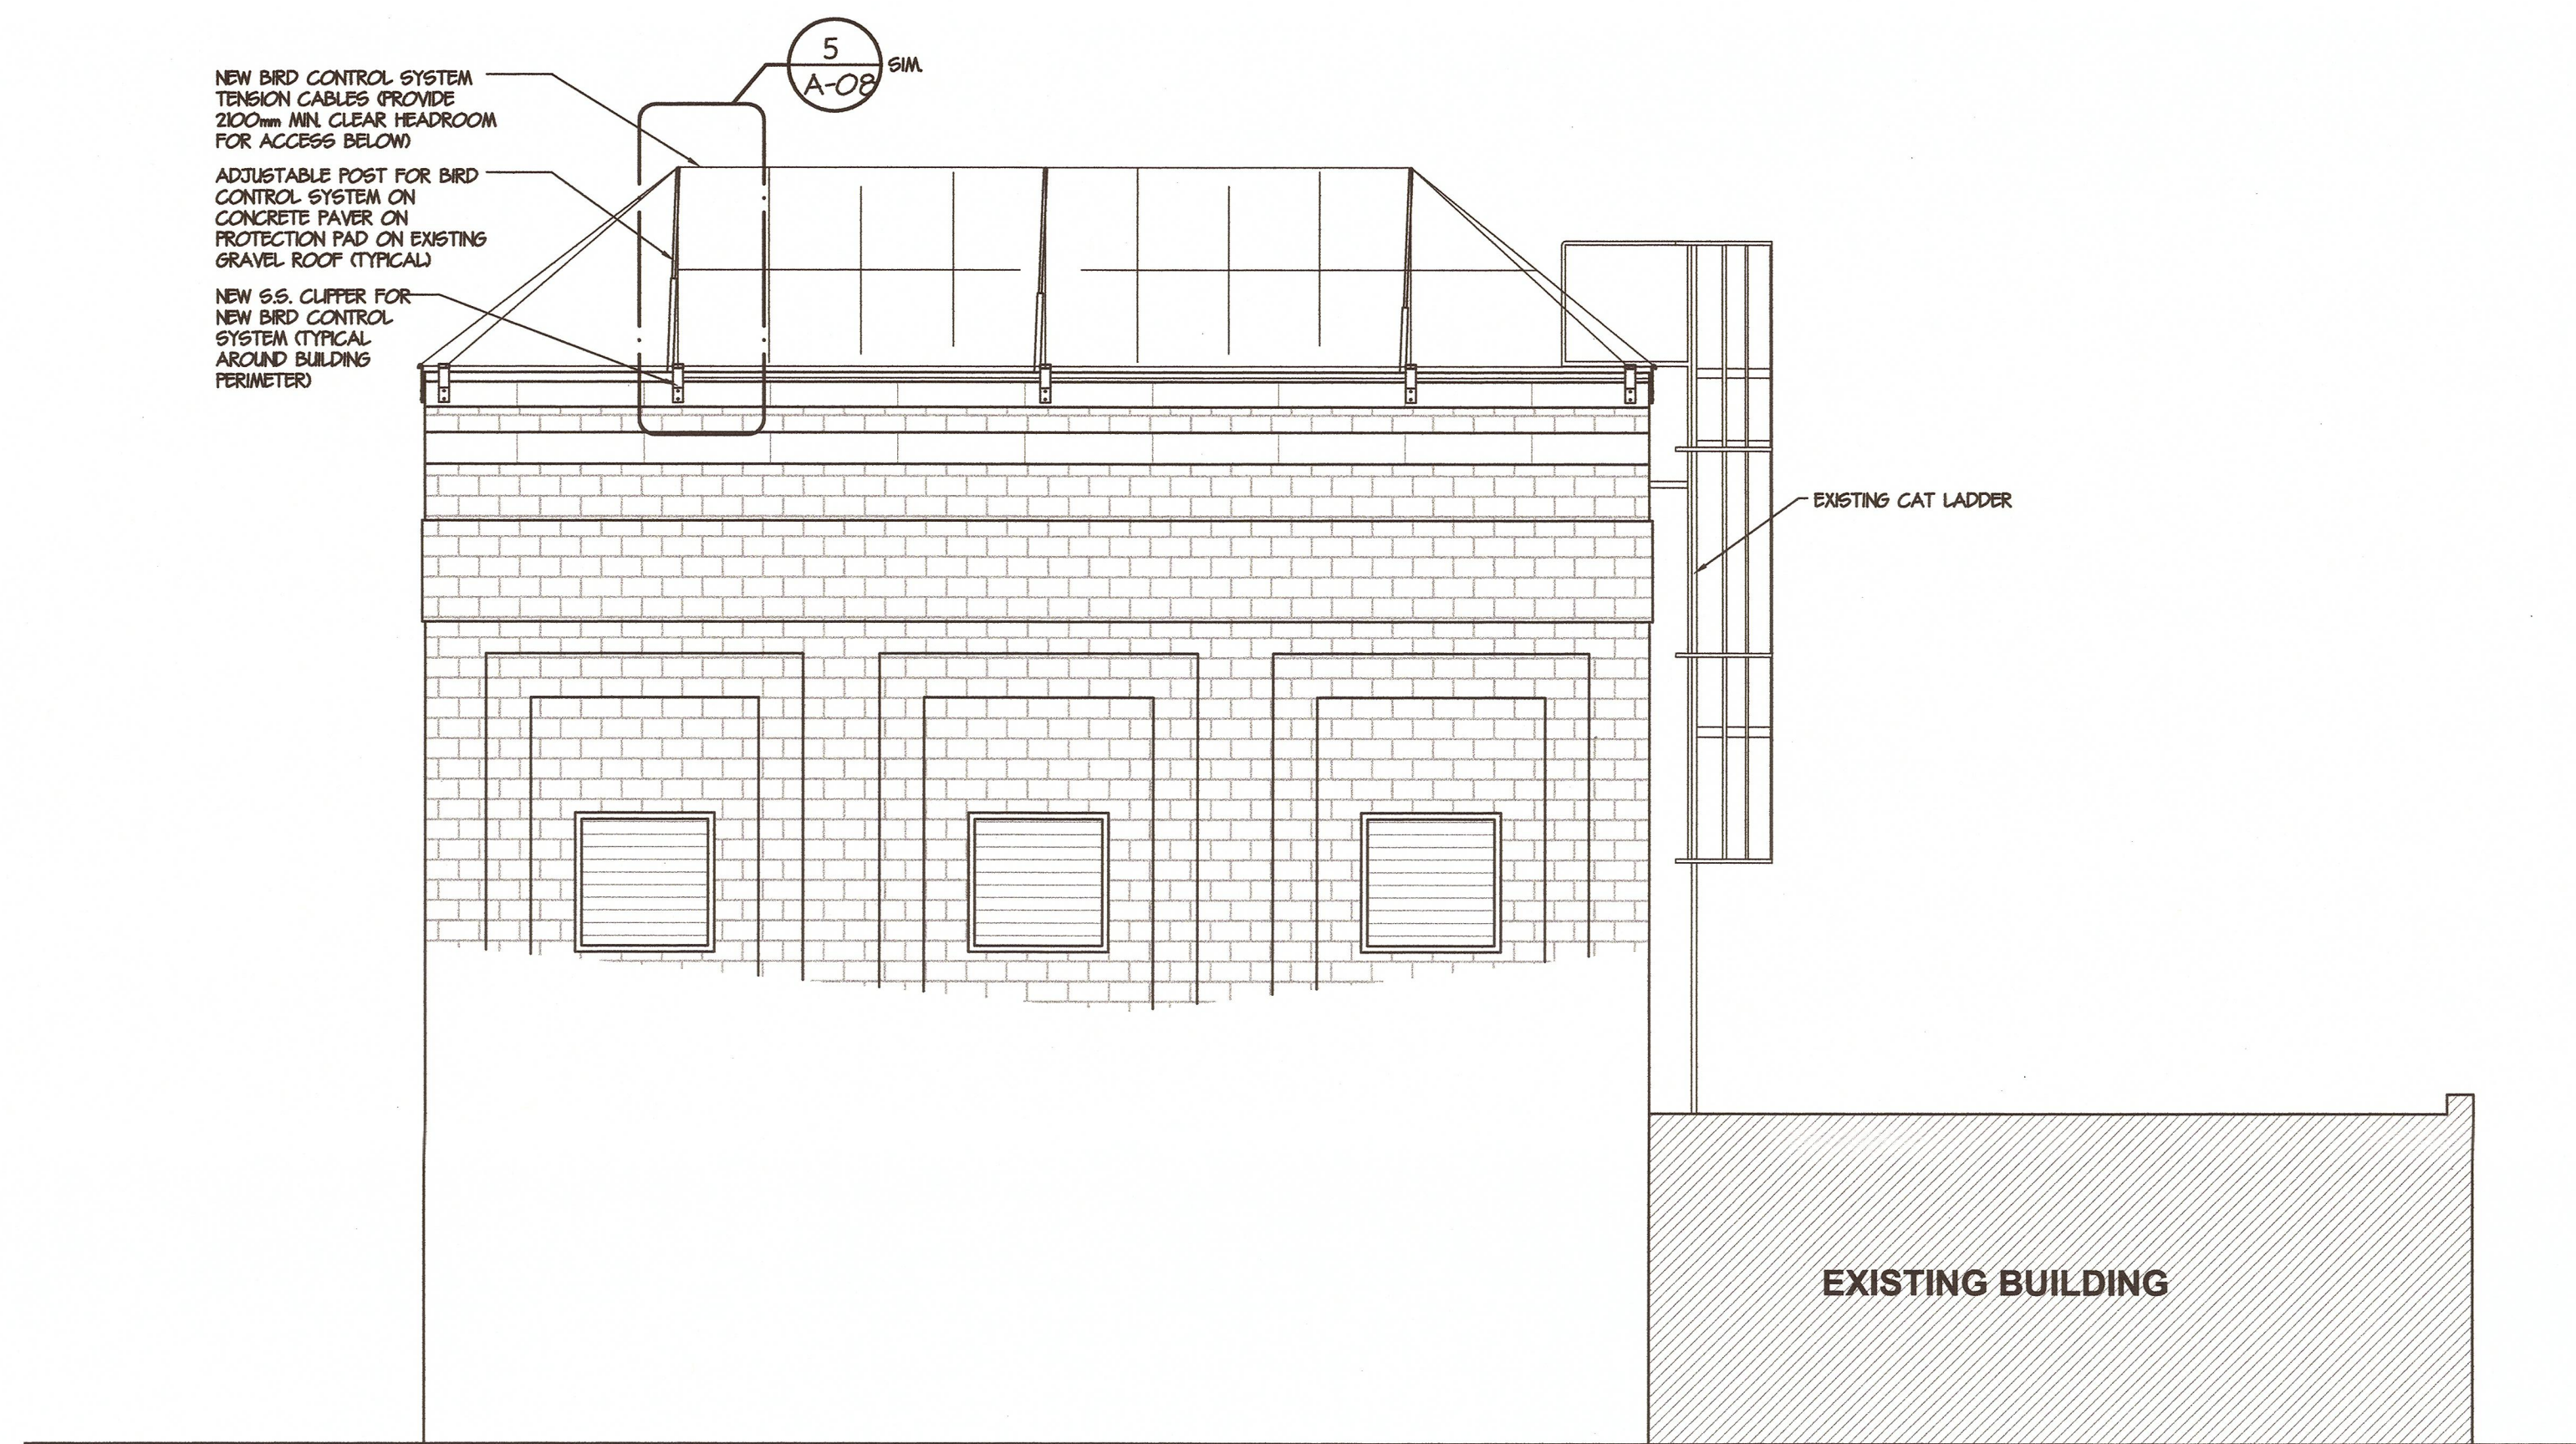 5
A-08
SIM.
NEW BIRD CONTROL SYSTEM
TENSION CABLES (PROVIDE
2100mm MIN. CLEAR HEADROOM
FOR ACCESS BELOW)
ADJUSTABLE POST FOR BIRD
CONTROL SYSTEM ON
CONCRETE PAVER ON
PROTECTION PAD ON EXISTING
GRAVEL ROOF (TYPICAL)
NEW S.S. CLIPPER FOR
NEW BIRD CONTROL
SYSTEM (TYPICAL
AROUND BUILDING
PERIMETER)
EXISTING CAT LADDER
EXISTING BUILDING